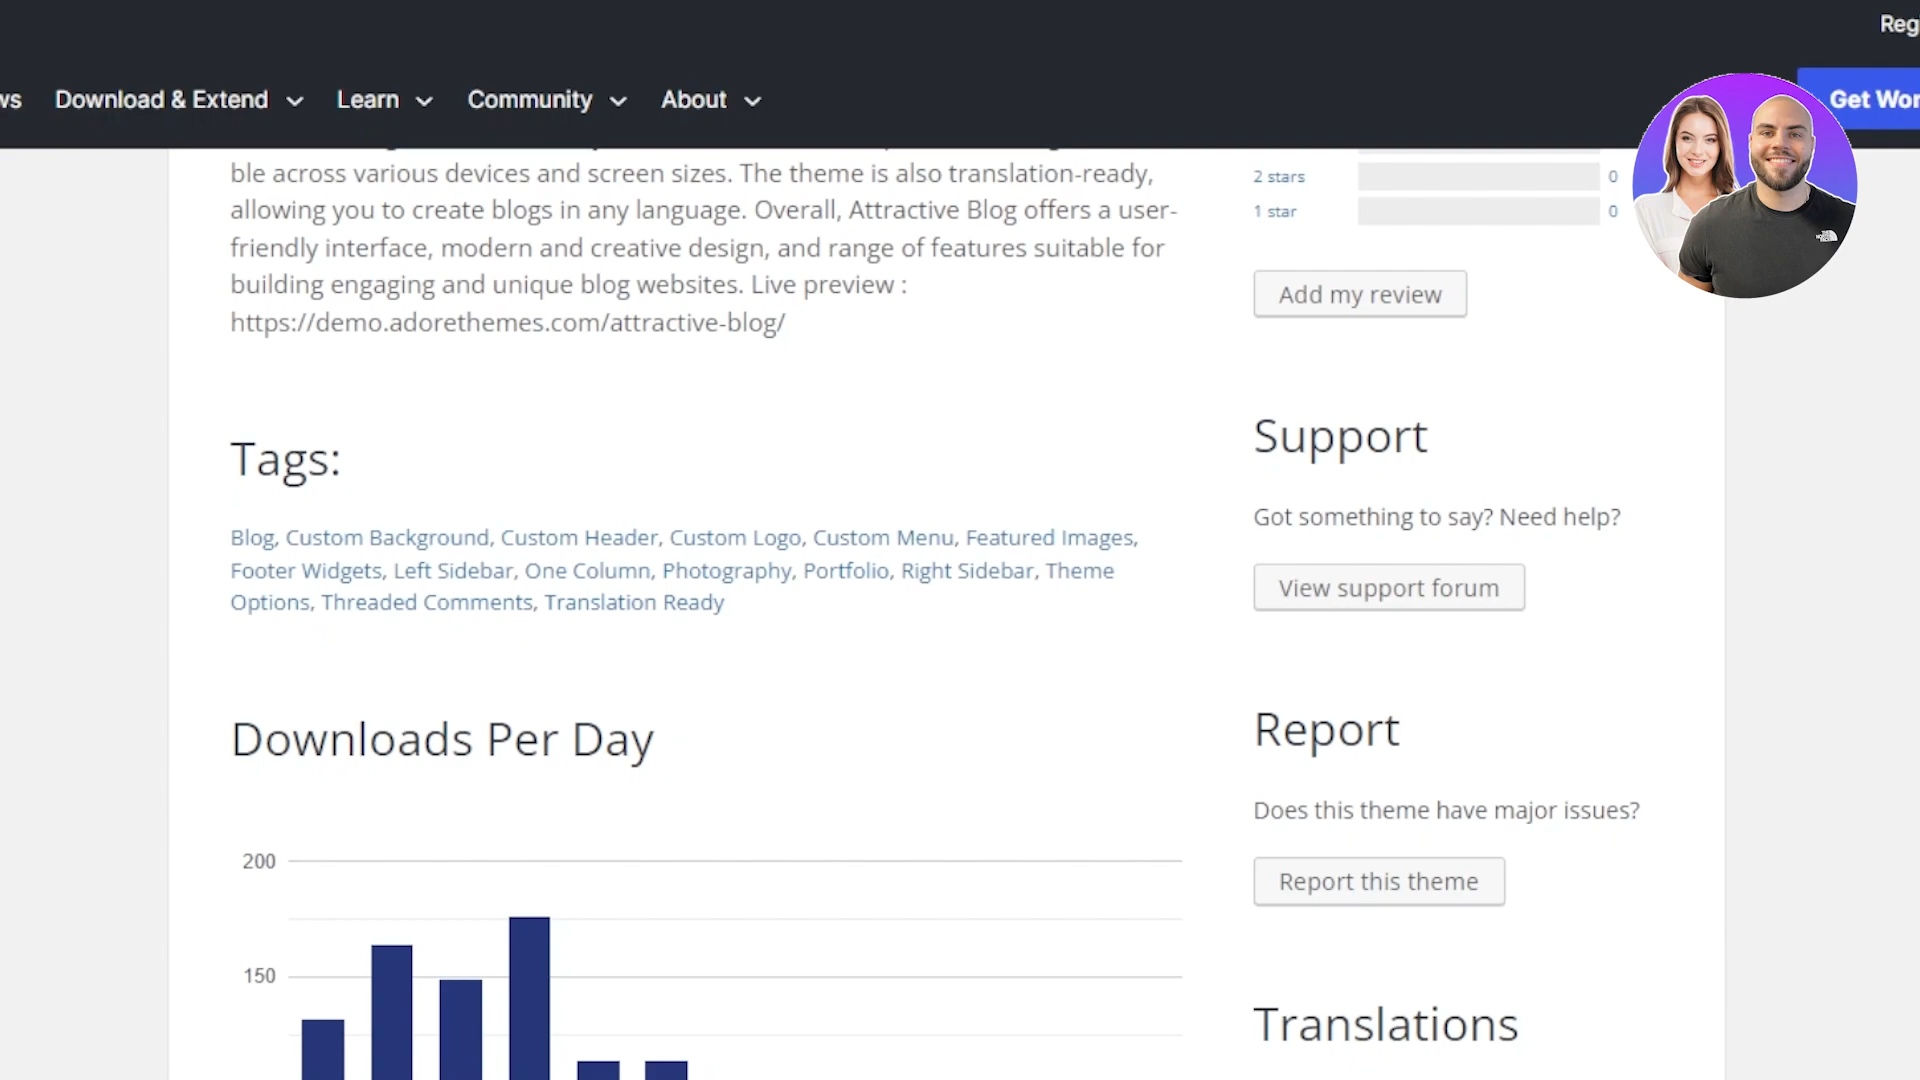 Reg
ws Download & Extend Learn Community About Get Wor
ble across various devices and screen sizes. The theme is also translation-ready,
allowing you to create blogs in any language. Overall, Attractive Blog offers a user-
friendly interface, modern and creative design, and range of features suitable for
building engaging and unique blog websites. Live preview :
https://demo.adorethemes.com/attractive-blog/
Tags:
Blog, Custom Background, Custom Header, Custom Logo, Custom Menu, Featured Images,
Footer Widgets, Left Sidebar, One Column, Photography, Portfolio, Right Sidebar, Theme
Options, Threaded Comments, Translation Ready
Downloads Per Day
200
150
2 stars 0
1 star 0
Add my review
Support
Got something to say? Need help?
View support forum
Report
Does this theme have major issues?
Report this theme
Translations